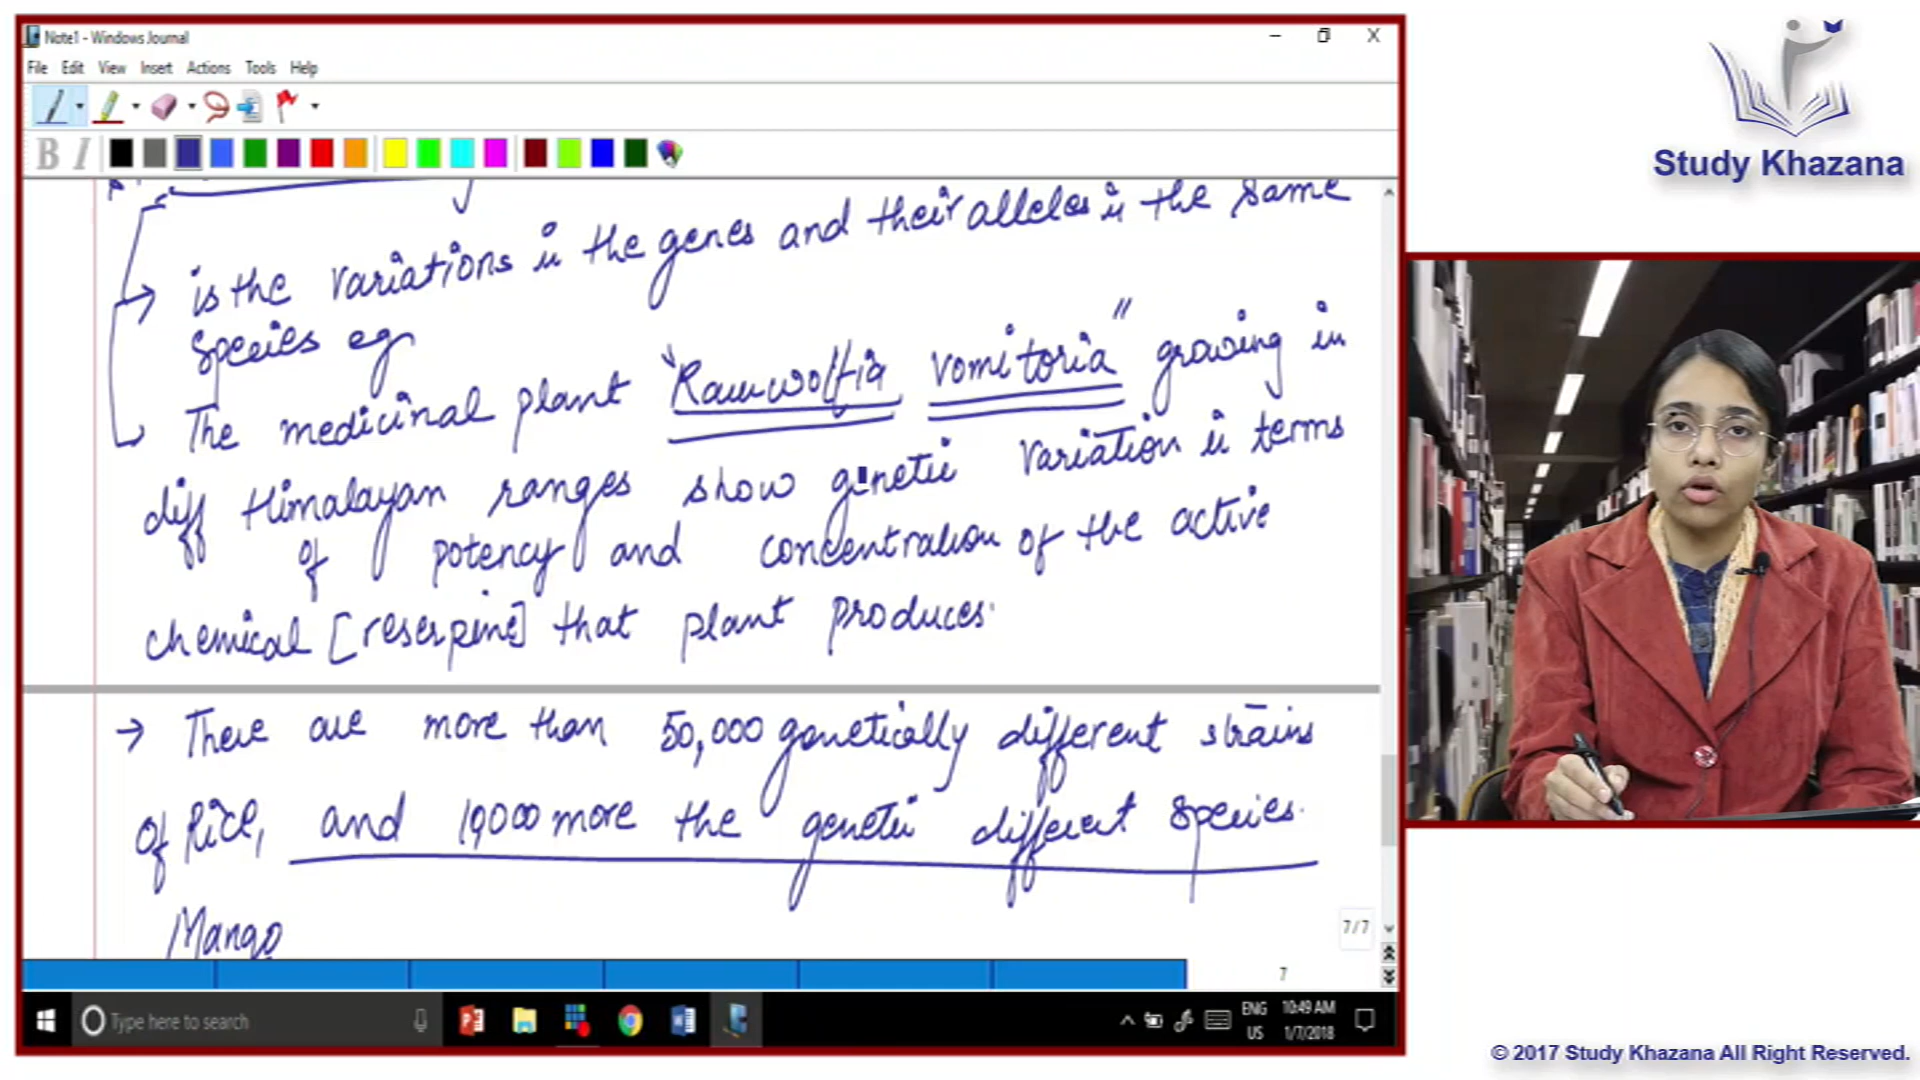 Note1 - Windows Journal
File Edit View Insert Actions Tools Help
B I
Study Khazana
is the variations in the genes and their alleles in the same
species eg
The medicinal plant "Rauwolfia vomitoria" growing in
diff Himalayan ranges show genetic variation in terms
of potency and concentration of the active
chemical [reserpine] that plant produces.
→ There are more than 50,000 genetically different strains
of Rice, and 1,000 more the genetic different species.
Mango
7/7
7
Type here to search
ENG
US
10:49 AM
1/7/2018
© 2017 Study Khazana All Right Reserved.